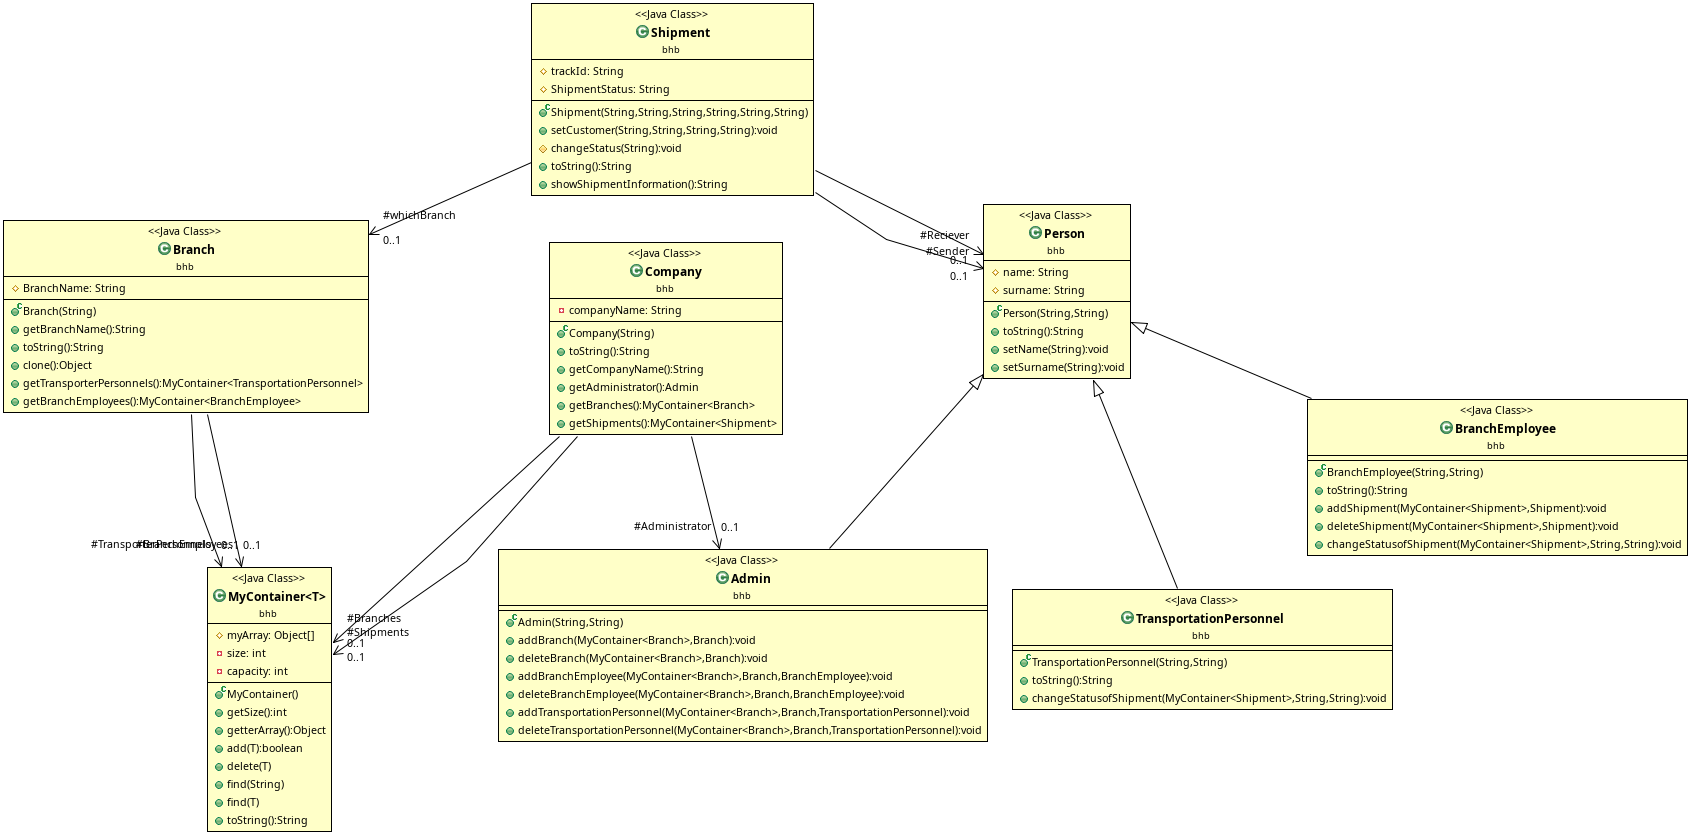 <<Java Class>>
Shipment
bhb
trackId: String
ShipmentStatus: String
Shipment(String,String,String,String,String,String)
setCustomer(String,String,String,String):void
changeStatus(String):void
toString():String
showShipmentInformation():String
#whichBranch
0..1
#Reciever
#Sender
0..1
0..1
<<Java Class>>
Branch
bhb
BranchName: String
Branch(String)
getBranchName():String
toString():String
clone():Object
getTransporterPersonnels():MyContainer<TransportationPersonnel>
getBranchEmployees():MyContainer<BranchEmployee>
<<Java Class>>
Company
bhb
companyName: String
Company(String)
toString():String
getCompanyName():String
getAdministrator():Admin
getBranches():MyContainer<Branch>
getShipments():MyContainer<Shipment>
<<Java Class>>
Person
bhb
name: String
surname: String
Person(String,String)
toString():String
setName(String):void
setSurname(String):void
<<Java Class>>
BranchEmployee
bhb
BranchEmployee(String,String)
toString():String
addShipment(MyContainer<Shipment>,Shipment):void
deleteShipment(MyContainer<Shipment>,Shipment):void
changeStatusofShipment(MyContainer<Shipment>,String,String):void
#TransporterPersonnels
#BranchEmployees
0..1
0..1
#Administrator
0..1
#Branches
#Shipments
0..1
0..1
<<Java Class>>
MyContainer<T>
bhb
myArray: Object[]
size: int
capacity: int
MyContainer()
getSize():int
getterArray():Object
add(T):boolean
delete(T)
find(String)
find(T)
toString():String
<<Java Class>>
Admin
bhb
Admin(String,String)
addBranch(MyContainer<Branch>,Branch):void
deleteBranch(MyContainer<Branch>,Branch):void
addBranchEmployee(MyContainer<Branch>,Branch,BranchEmployee):void
deleteBranchEmployee(MyContainer<Branch>,Branch,BranchEmployee):void
addTransportationPersonnel(MyContainer<Branch>,Branch,TransportationPersonnel):void
deleteTransportationPersonnel(MyContainer<Branch>,Branch,TransportationPersonnel):void
<<Java Class>>
TransportationPersonnel
bhb
TransportationPersonnel(String,String)
toString():String
changeStatusofShipment(MyContainer<Shipment>,String,String):void